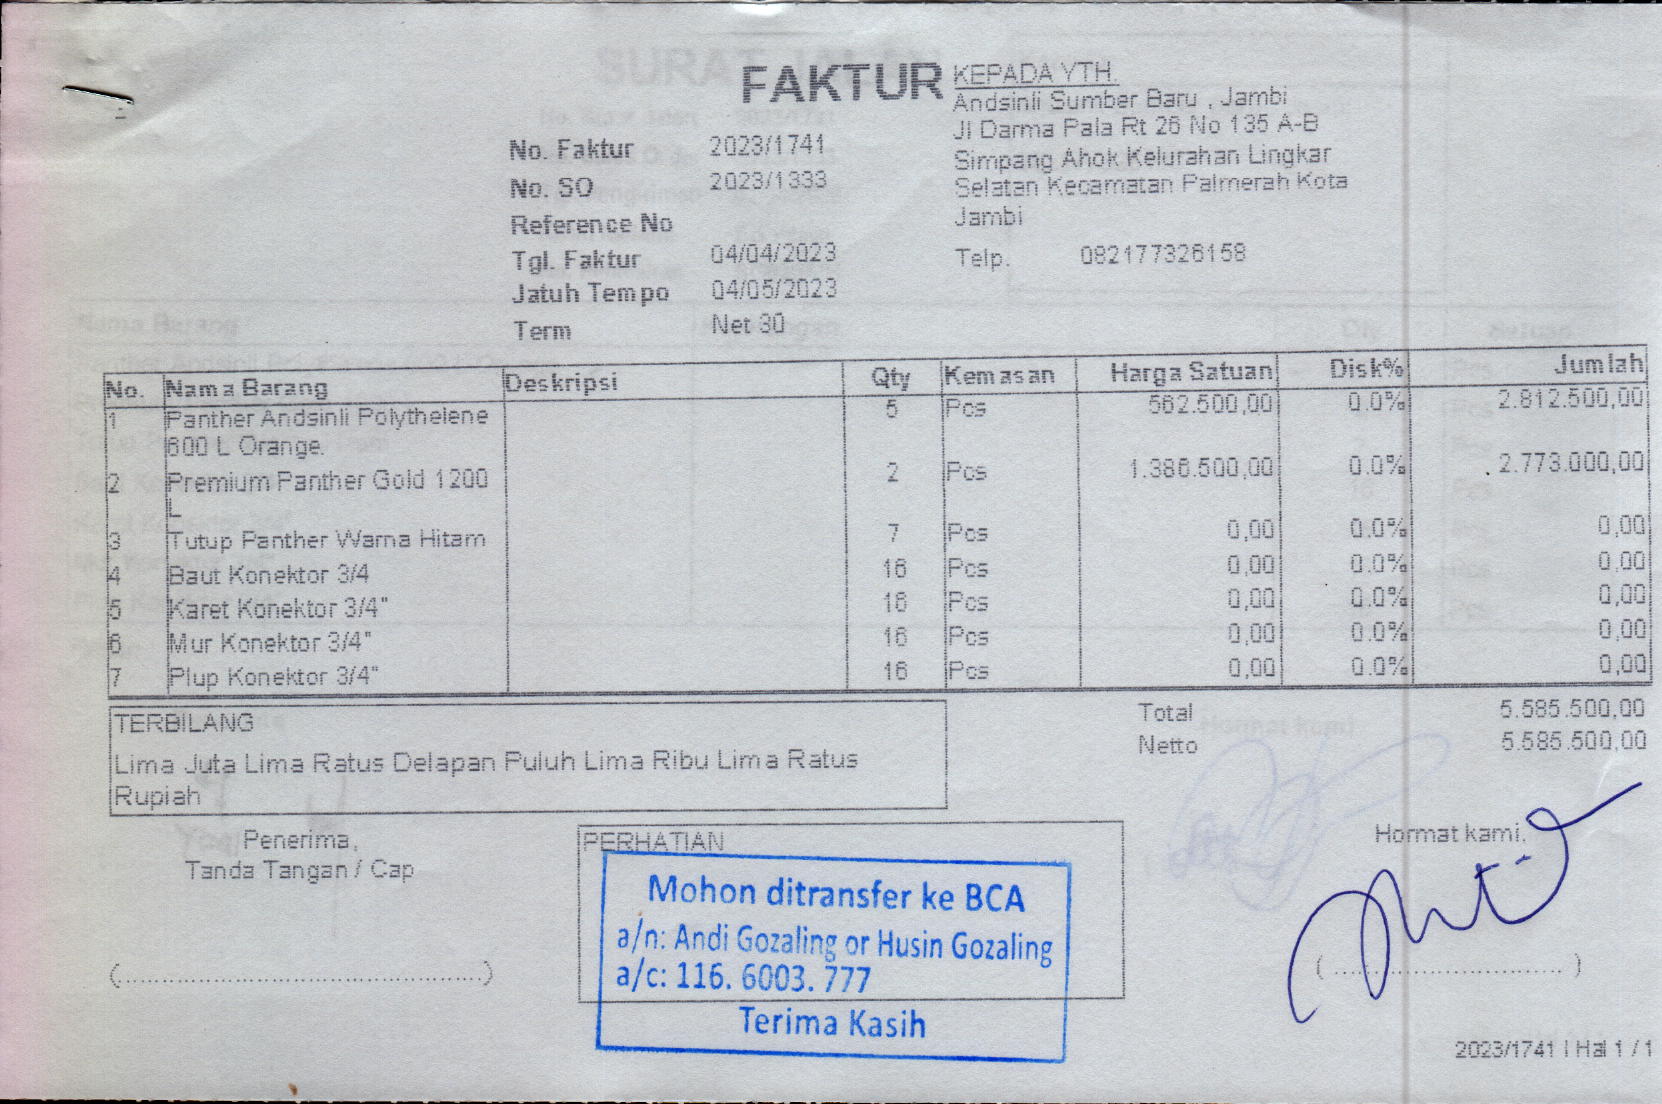 FAKTUR
No. Faktur 2023/1741
No. SO 2023/1333
Reference No
Tgl. Faktur 04/04/2023
Jatuh Tempo 04/05/2023
Term Net 30
KEPADA YTH.
Andsinli Sumber Baru , Jambi
Jl Darma Pala Rt 26 No 135 A-B
Simpang Ahok Kelurahan Lingkar
Selatan Kecamatan Palmerah Kota
Jambi
Telp. 082177326158
No. Nama Barang Deskripsi Qty Kemasan Harga Satuan Disk% Jumlah
1 Panther Andsinli Polythelene 5 Pcs 562.500,00 0.0% 2.812.500,00
600 L Orange.
2 Premium Panther Gold 1200 2 Pcs 1.386.500,00 0.0% 2.773.000,00
L
3 Tutup Panther Warna Hitam 7 Pcs 0,00 0.0% 0,00
4 Baut Konektor 3/4 16 Pcs 0,00 0.0% 0,00
5 Karet Konektor 3/4" 16 Pcs 0,00 0.0% 0,00
6 Mur Konektor 3/4" 16 Pcs 0,00 0.0% 0,00
7 Plup Konektor 3/4" 16 Pcs 0,00 0.0% 0,00
TERBILANG
Lima Juta Lima Ratus Delapan Puluh Lima Ribu Lima Ratus
Rupiah
Total 5.585.500,00
Netto 5.585.500,00
Penerima,
Tanda Tangan / Cap
(................................................)
PERHATIAN
Mohon ditransfer ke BCA
a/n: Andi Gozaling or Husin Gozaling
a/c: 116. 6003. 777
Terima Kasih
Hormat kami,
( .............................. )
2023/1741 | Hal 1 / 1